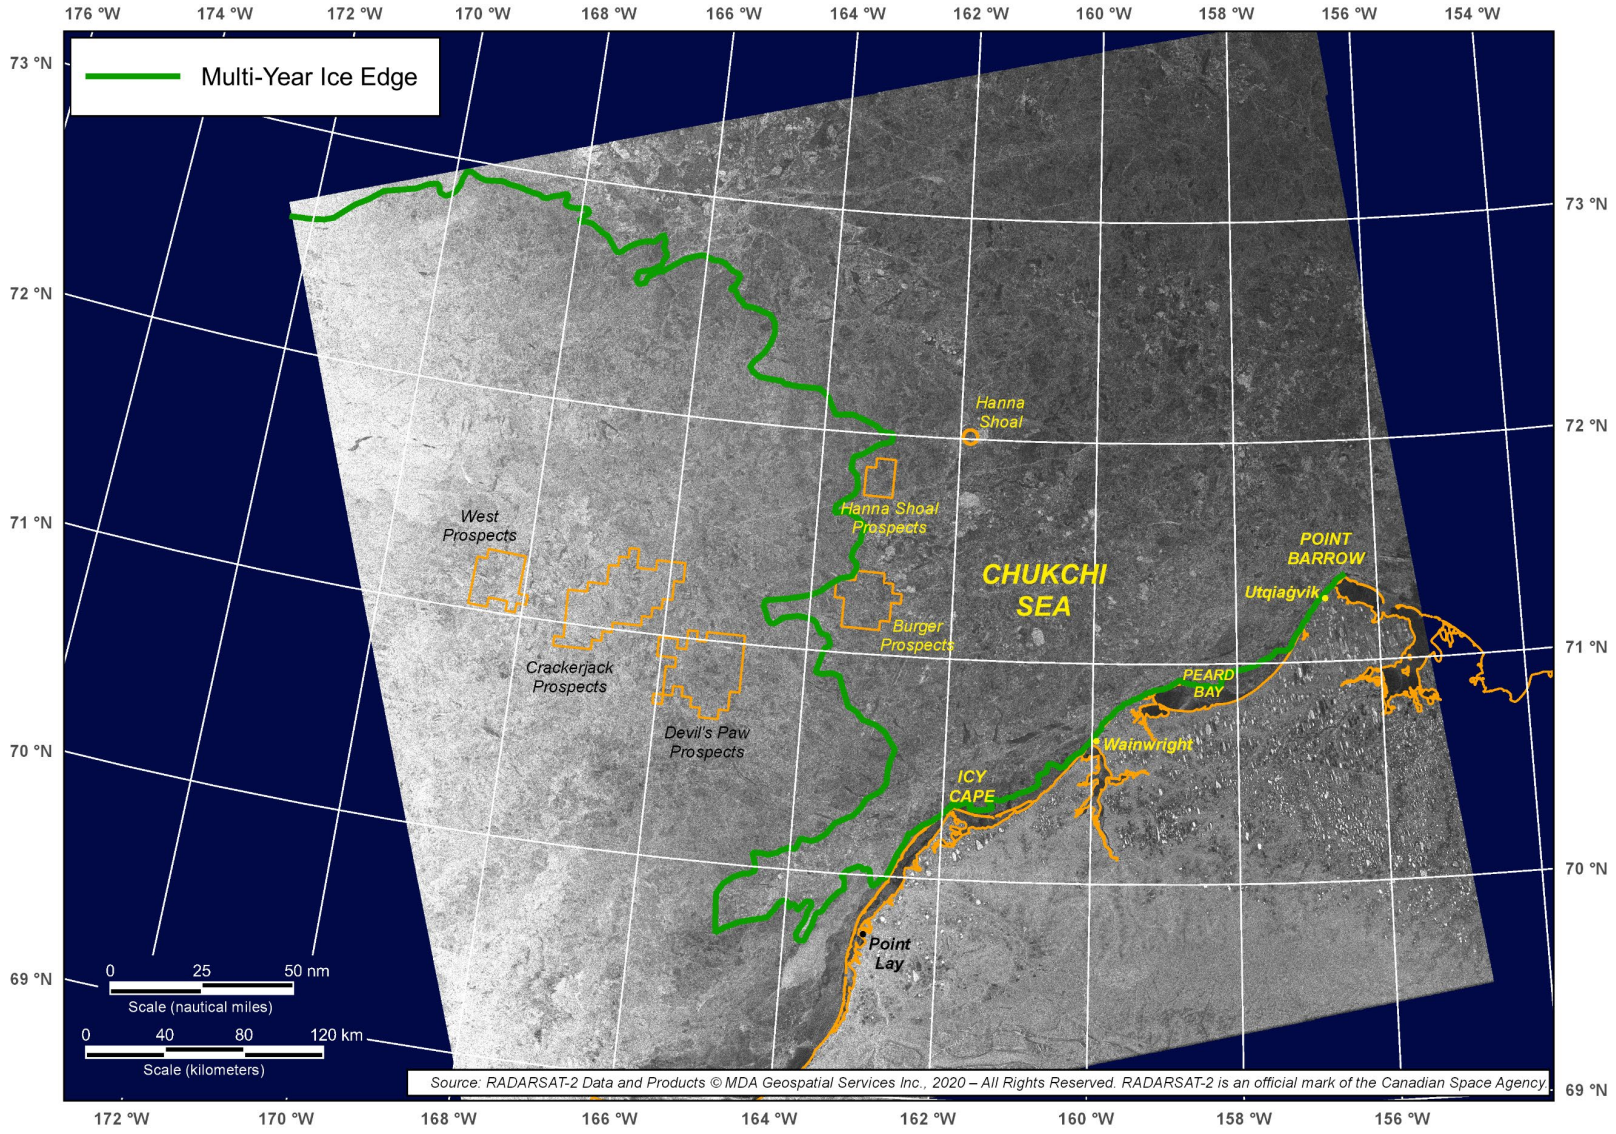 176 °W 174 °W 172 °W 170 °W 168 °W 166 °W 164 °W 162 °W 160 °W 158 °W 156 °W 154 °W
Multi-Year Ice Edge
73 °N
73 °N
72 °N
72 °N
Hanna
Shoal
71 °N
West
Prospects
Hanna Shoal
Prospects
POINT
BARROW
CHUKCHI
SEA
Utqiaġvik
Burger
Prospects
71 °N
Crackerjack
Prospects
PEARD
BAY
Devil's Paw
Prospects
70 °N
Wainwright
ICY
CAPE
70 °N
Point
Lay
69 °N
0 25 50 nm
Scale (nautical miles)
0 40 80 120 km
Scale (kilometers)
Source: RADARSAT-2 Data and Products © MDA Geospatial Services Inc., 2020 – All Rights Reserved. RADARSAT-2 is an official mark of the Canadian Space Agency.
69 °N
172 °W 170 °W 168 °W 166 °W 164 °W 162 °W 160 °W 158 °W 156 °W